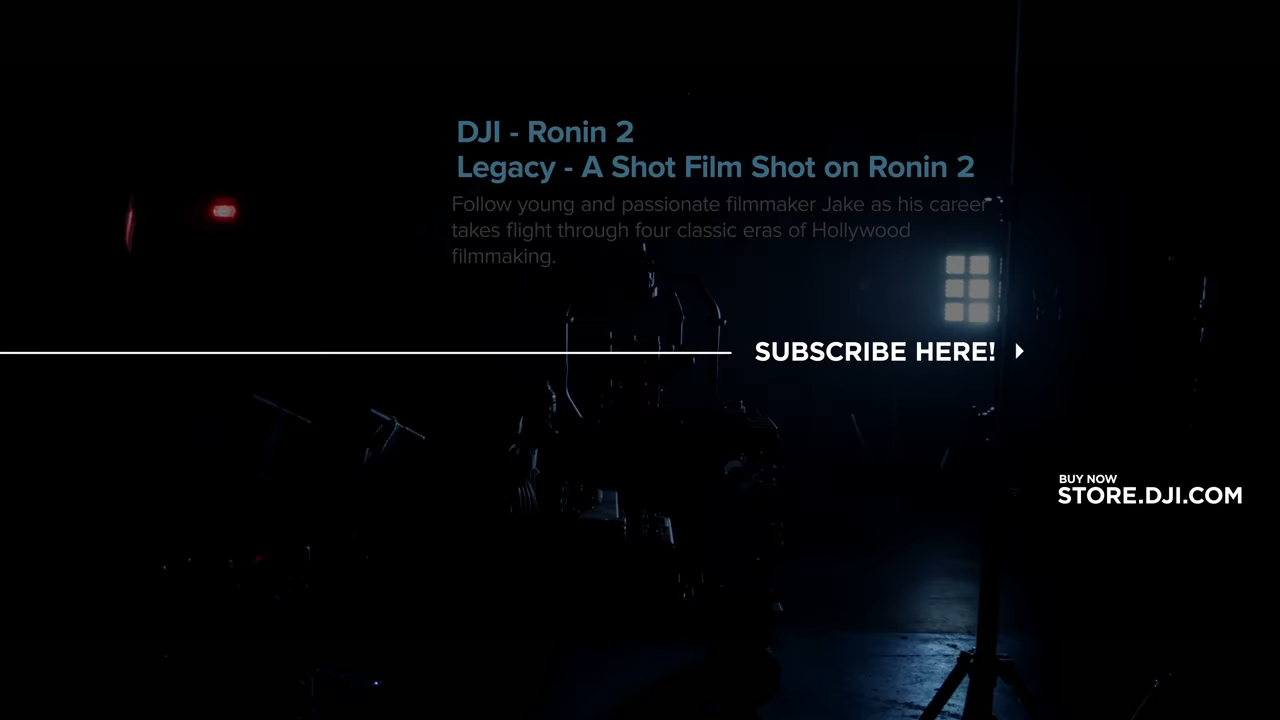 DJI - Ronin 2
Legacy - A Shot Film Shot on Ronin 2
Follow young and passionate filmmaker Jake as his career
takes flight through four classic eras of Hollywood
filmmaking.
SUBSCRIBE HERE!
BUY NOW
STORE.DJI.COM